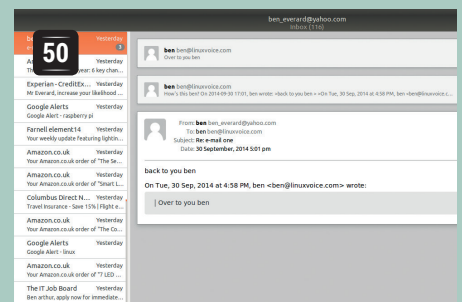 ben_everard@yahoo.com
Inbox (116)
50
Yesterday
3
Yesterday
year: 6 key chan...
Experian - CreditEx... Yesterday
Mr Everard, increase your likelihood ...
Google Alerts Yesterday
Google Alert - raspberry pi
Farnell element14 Yesterday
Your weekly update featuring lightin...
Amazon.co.uk Yesterday
Your Amazon.co.uk order of "The Se...
Amazon.co.uk Yesterday
Your Amazon.co.uk order of "Smart L...
Columbus Direct N... Yesterday
Travel Insurance - Save 15% | Flight e...
Amazon.co.uk Yesterday
Your Amazon.co.uk order of "The Co...
Google Alerts Yesterday
Google Alert - linux
Amazon.co.uk Yesterday
Your Amazon.co.uk order of "7 LED ...
The IT Job Board Yesterday
Ben arthur, apply now for immediate...
ben ben@linuxvoice.com
Over to you ben
ben ben@linuxvoice.com
How's this ben? On 2014-09-30 17:01, ben wrote: <back to you ben < <On Tue, 30 Sep, 2014 at 4:58 PM, ben <ben@linuxvoice.c...
From: ben ben_everard@yahoo.com
To: ben ben@linuxvoice.com
Subject: Re: e-mail one
Date: 30 September, 2014 5:01 pm
back to you ben
On Tue, 30 Sep, 2014 at 4:58 PM, ben <ben@linuxvoice.com> wrote:
| Over to you ben